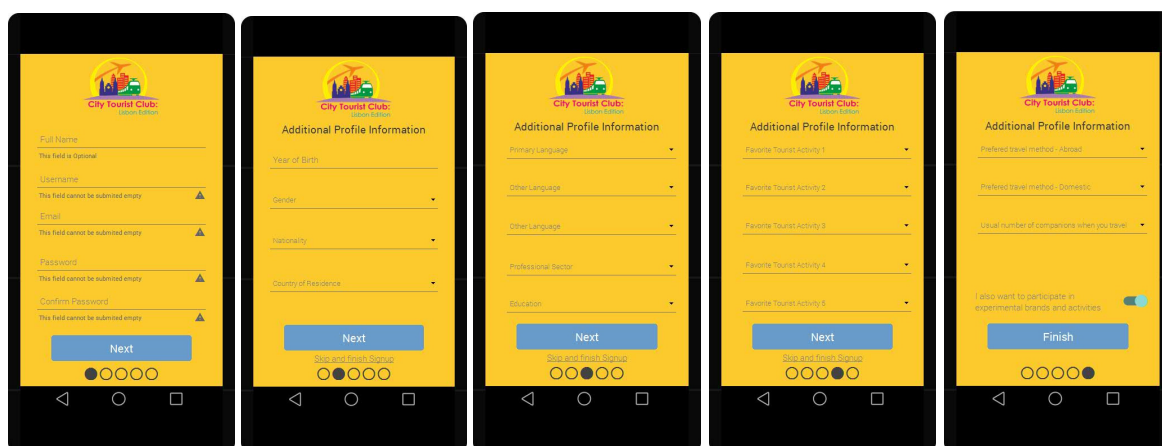 City Tourist Club:
Lisbon Edition
Full Name
This field is Optional
Username
This field cannot be submited empty
Email
This field cannot be submited empty
Password
This field cannot be submited empty
Confirm Password
This field cannot be submited empty
Next
City Tourist Club:
Lisbon Edition
Additional Profile Information
Year of Birth
Gender
Nationality
Country of Residence
Next
Skip and finish Signup
City Tourist Club:
Lisbon Edition
Additional Profile Information
Primary Language
Other Language
Other Language
Professional Sector
Education
Next
Skip and finish Signup
City Tourist Club:
Lisbon Edition
Additional Profile Information
Favorite Tourist Activity 1
Favorite Tourist Activity 2
Favorite Tourist Activity 3
Favorite Tourist Activity 4
Favorite Tourist Activity 5
Next
Skip and finish Signup
City Tourist Club:
Lisbon Edition
Additional Profile Information
Prefered travel method - Abroad
Prefered travel method - Domestic
Usual number of companions when you travel
I also want to participate in
experimental brands and activities
Finish